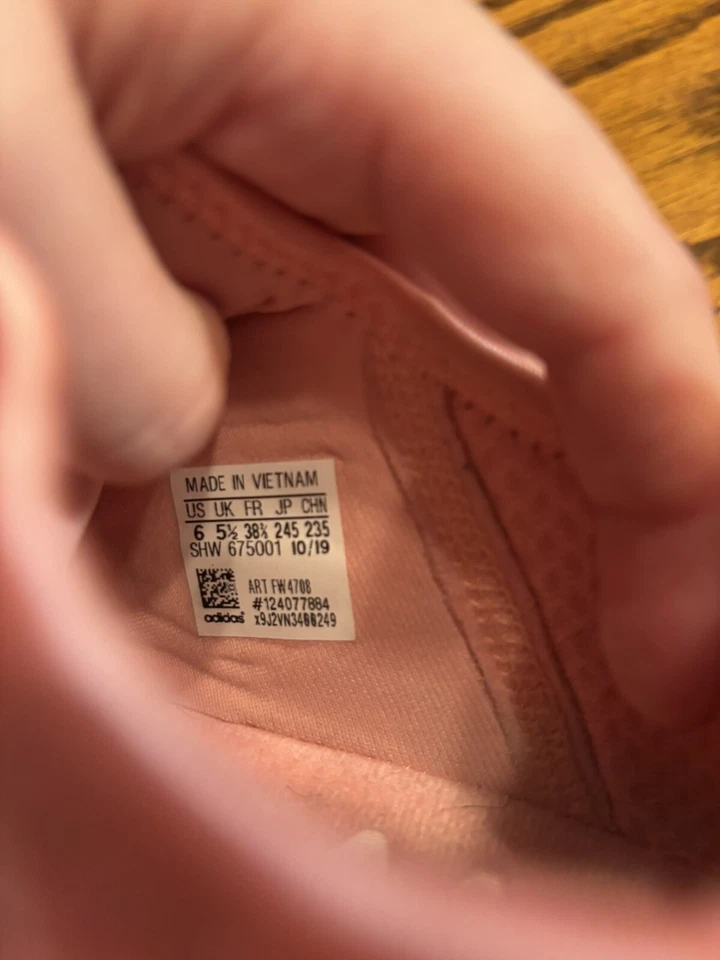 MADE IN VIETNAM
US UK FR JP CHN
6 5½ 38⅔ 245 235
SHW 675001 10/19
ART FW4708
#124077884
adidas x9J2VN3486249